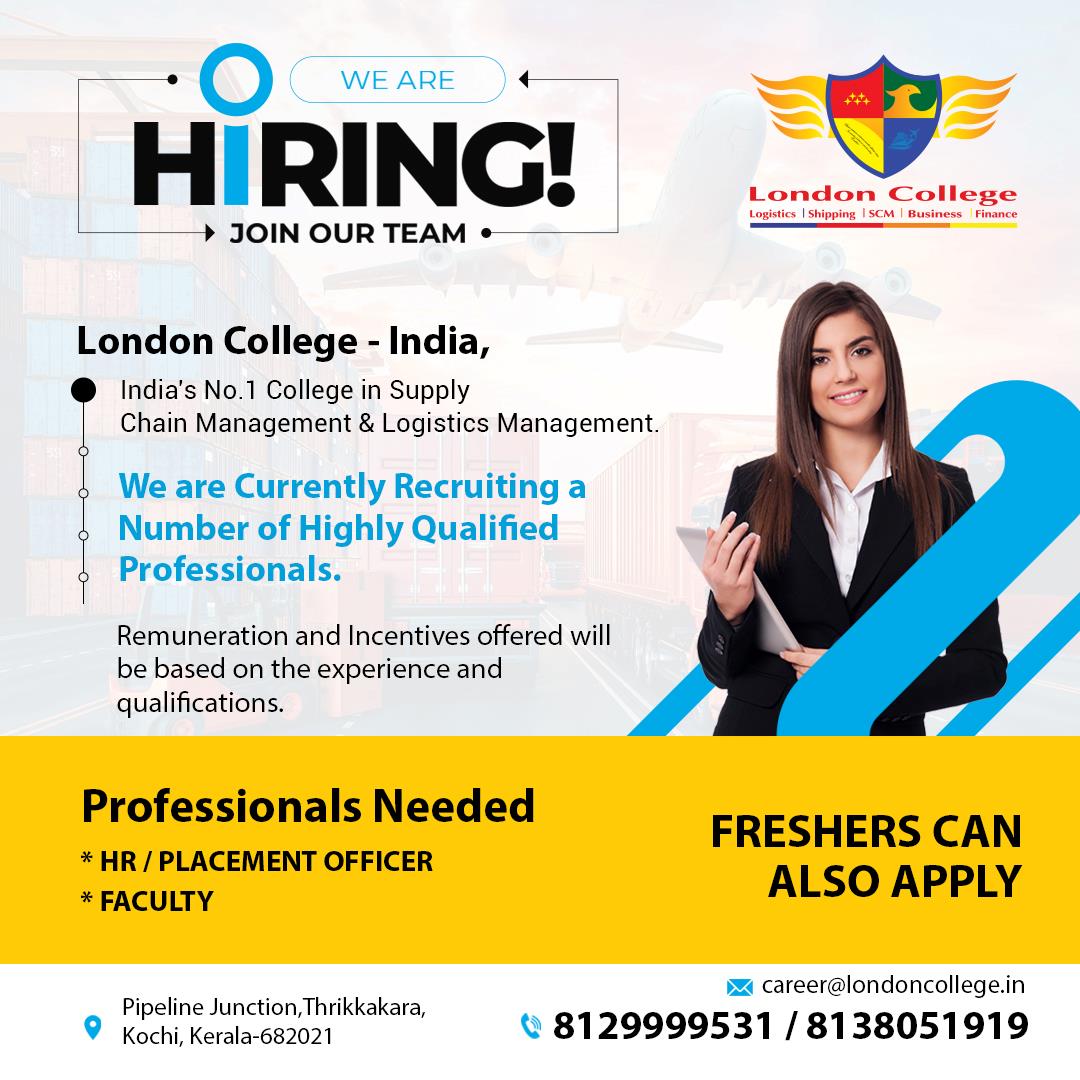 WE ARE
HiRING!
JOIN OUR TEAM
London College
Logistics | Shipping | SCM | Business | Finance
London College - India,
India's No.1 College in Supply
Chain Management & Logistics Management.
We are Currently Recruiting a
Number of Highly Qualified
Professionals.
Remuneration and Incentives offered will
be based on the experience and
qualifications.
Professionals Needed
* HR / PLACEMENT OFFICER
* FACULTY
FRESHERS CAN
ALSO APPLY
Pipeline Junction,Thrikkakara,
Kochi, Kerala-682021
career@londoncollege.in
8129999531 / 8138051919